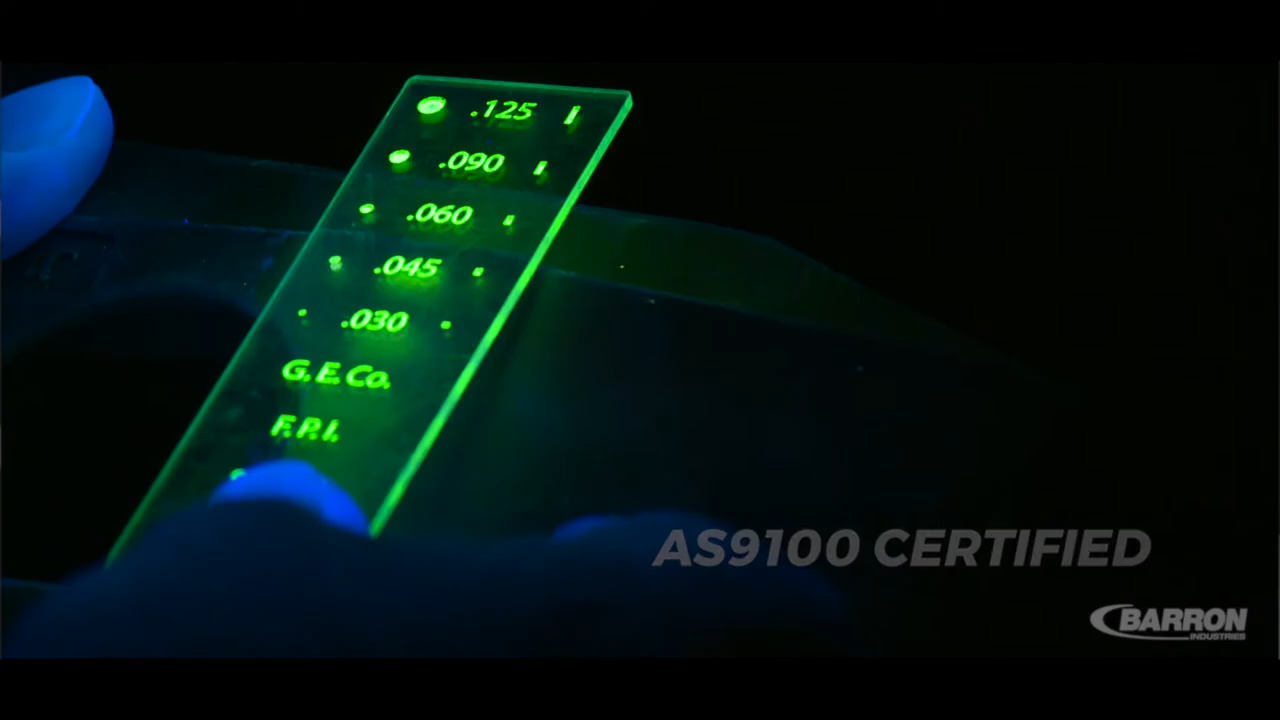 .125
.090
.060
.045
.030
G.E.Co.
F.P.I.
AS9100 CERTIFIED
BARRON
INDUSTRIES